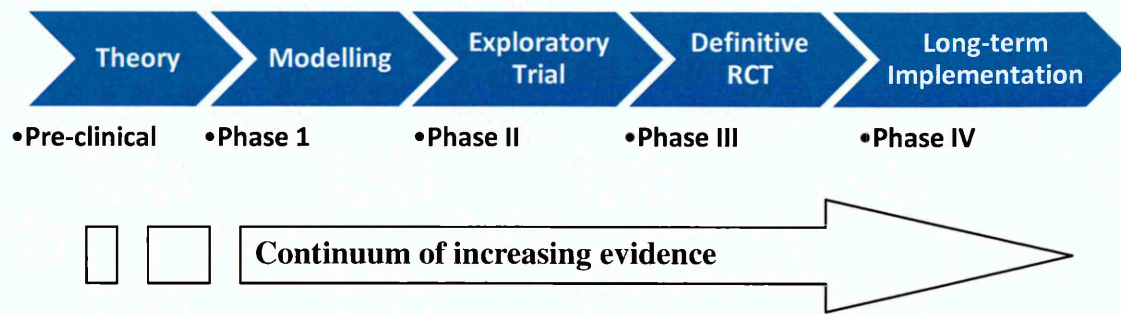 Theory
Modelling
Exploratory
Trial
Definitive
RCT
Long-term
Implementation
•Pre-clinical
•Phase 1
•Phase II
•Phase III
•Phase IV
Continuum of increasing evidence